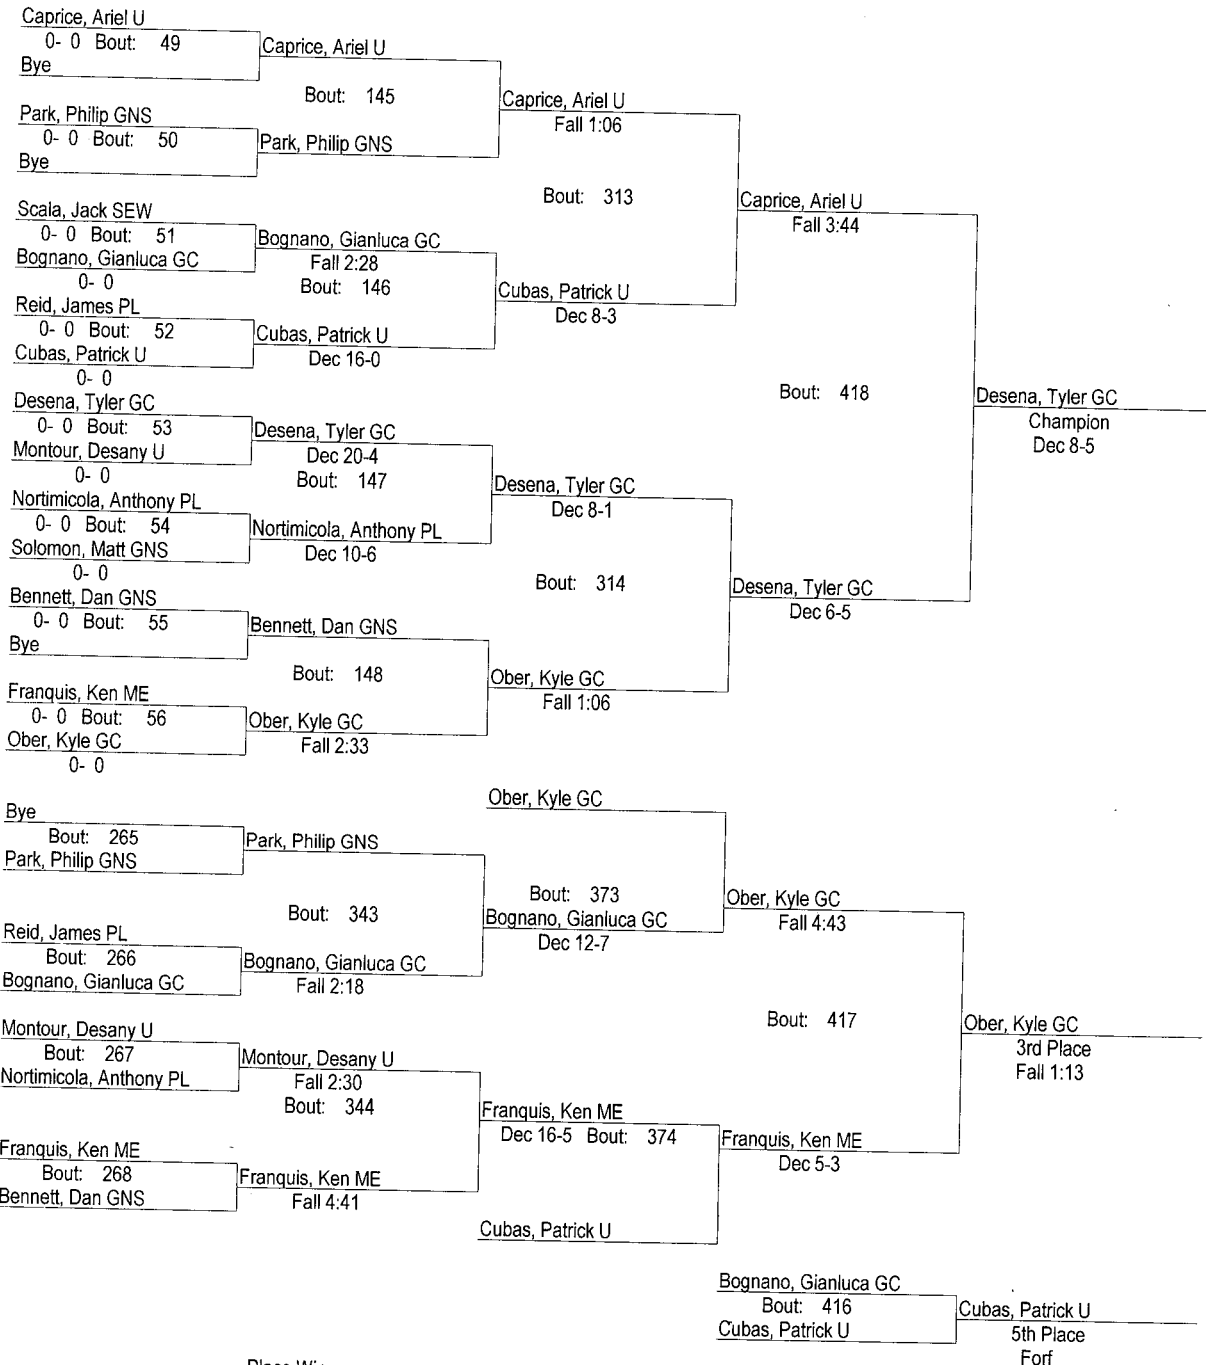 Caprice, Ariel U
0- 0 Bout: 49
Bye
Caprice, Ariel U
Bout: 145
Park, Philip GNS
0- 0 Bout: 50
Bye
Park, Philip GNS
Caprice, Ariel U
Fall 1:06
Bout: 313
Scala, Jack SEW
0- 0 Bout: 51
Bognano, Gianluca GC
0- 0
Bognano, Gianluca GC
Fall 2:28
Bout: 146
Reid, James PL
0- 0 Bout: 52
Cubas, Patrick U
0- 0
Cubas, Patrick U
Dec 16-0
Cubas, Patrick U
Dec 8-3
Caprice, Ariel U
Fall 3:44
Bout: 418
Desena, Tyler GC
Champion
Dec 8-5
Desena, Tyler GC
0- 0 Bout: 53
Montour, Desany U
0- 0
Desena, Tyler GC
Dec 20-4
Bout: 147
Nortimicola, Anthony PL
0- 0 Bout: 54
Solomon, Matt GNS
0- 0
Nortimicola, Anthony PL
Dec 10-6
Desena, Tyler GC
Dec 8-1
Bout: 314
Desena, Tyler GC
Dec 6-5
Bennett, Dan GNS
0- 0 Bout: 55
Bye
Bennett, Dan GNS
Bout: 148
Franquis, Ken ME
0- 0 Bout: 56
Ober, Kyle GC
0- 0
Ober, Kyle GC
Fall 2:33
Ober, Kyle GC
Fall 1:06
Bye
Bout: 265
Park, Philip GNS
Park, Philip GNS
Bout: 343
Reid, James PL
Bout: 266
Bognano, Gianluca GC
Bognano, Gianluca GC
Fall 2:18
Ober, Kyle GC
Bout: 373
Bognano, Gianluca GC
Dec 12-7
Ober, Kyle GC
Fall 4:43
Bout: 417
Ober, Kyle GC
3rd Place
Fall 1:13
Montour, Desany U
Bout: 267
Nortimicola, Anthony PL
Montour, Desany U
Fall 2:30
Bout: 344
Franquis, Ken ME
Bout: 268
Bennett, Dan GNS
Franquis, Ken ME
Fall 4:41
Franquis, Ken ME
Dec 16-5 Bout: 374
Cubas, Patrick U
Franquis, Ken ME
Dec 5-3
Bognano, Gianluca GC
Bout: 416
Cubas, Patrick U
Cubas, Patrick U
5th Place
Forf